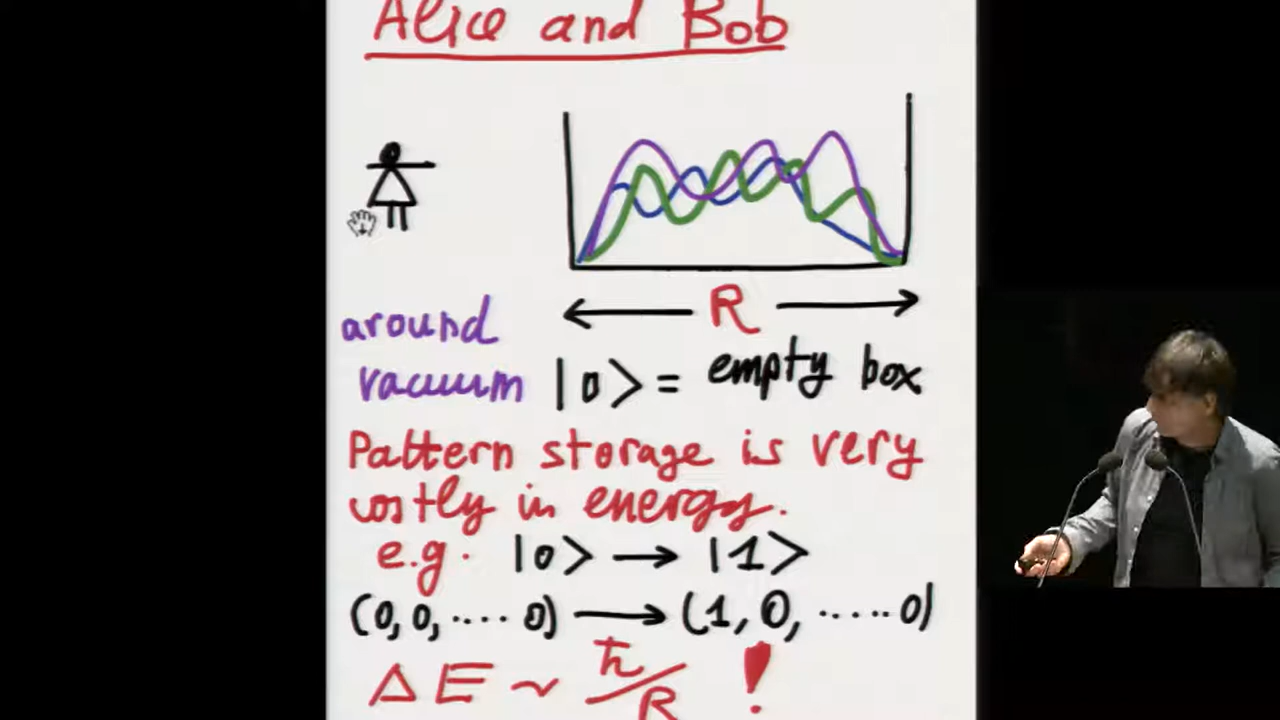 Alice and Bob
R
around
vacuum |0> = empty box
Pattern storage is very
costly in energy.
e.g. |0> → |1>
(0, 0, ..... 0) → (1, 0, ...... 0)
ΔE ~ ħ/R !